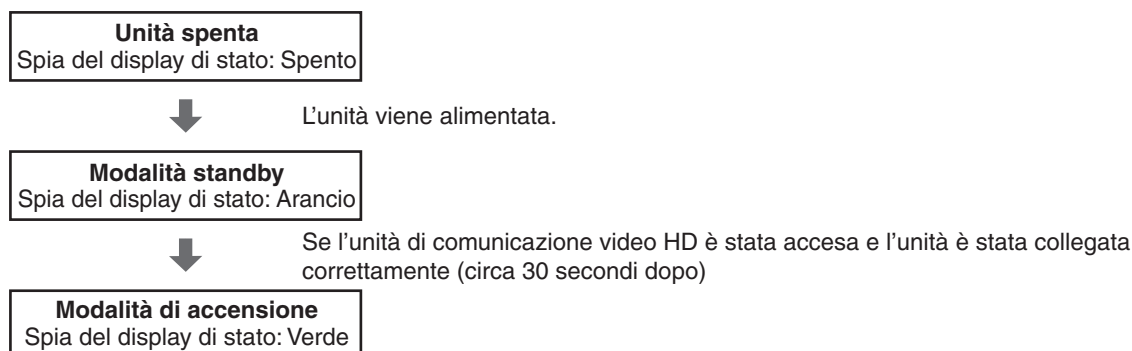 Unità spenta
Spia del display di stato: Spento
L’unità viene alimentata.
Modalità standby
Spia del display di stato: Arancio
Se l’unità di comunicazione video HD è stata accesa e l’unità è stata collegata
correttamente (circa 30 secondi dopo)
Modalità di accensione
Spia del display di stato: Verde